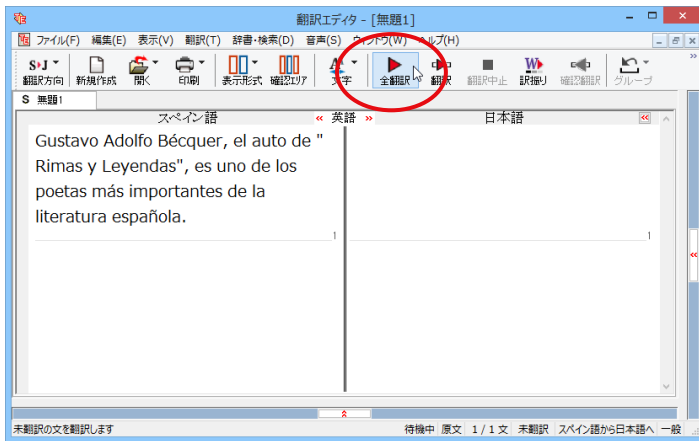 翻訳エディタ - [無題1]
ファイル(F) 編集(E) 表示(V) 翻訳(T) 辞書・検索(D) 音声(S) ウィンドウ(W) ヘルプ(H)
S▸J
翻訳方向 新規作成 開く 印刷 表示形式 確認エリア 文字 全翻訳 翻訳 翻訳中止 訳振り 確認翻訳 グループ
S 無題1
スペイン語 « 英語 » 日本語 «
Gustavo Adolfo Bécquer, el auto de "
Rimas y Leyendas", es uno de los
poetas más importantes de la
literatura española.
1 1
未翻訳の文を翻訳します 待機中 原文 1 / 1 文 未翻訳 スペイン語から日本語へ 一般